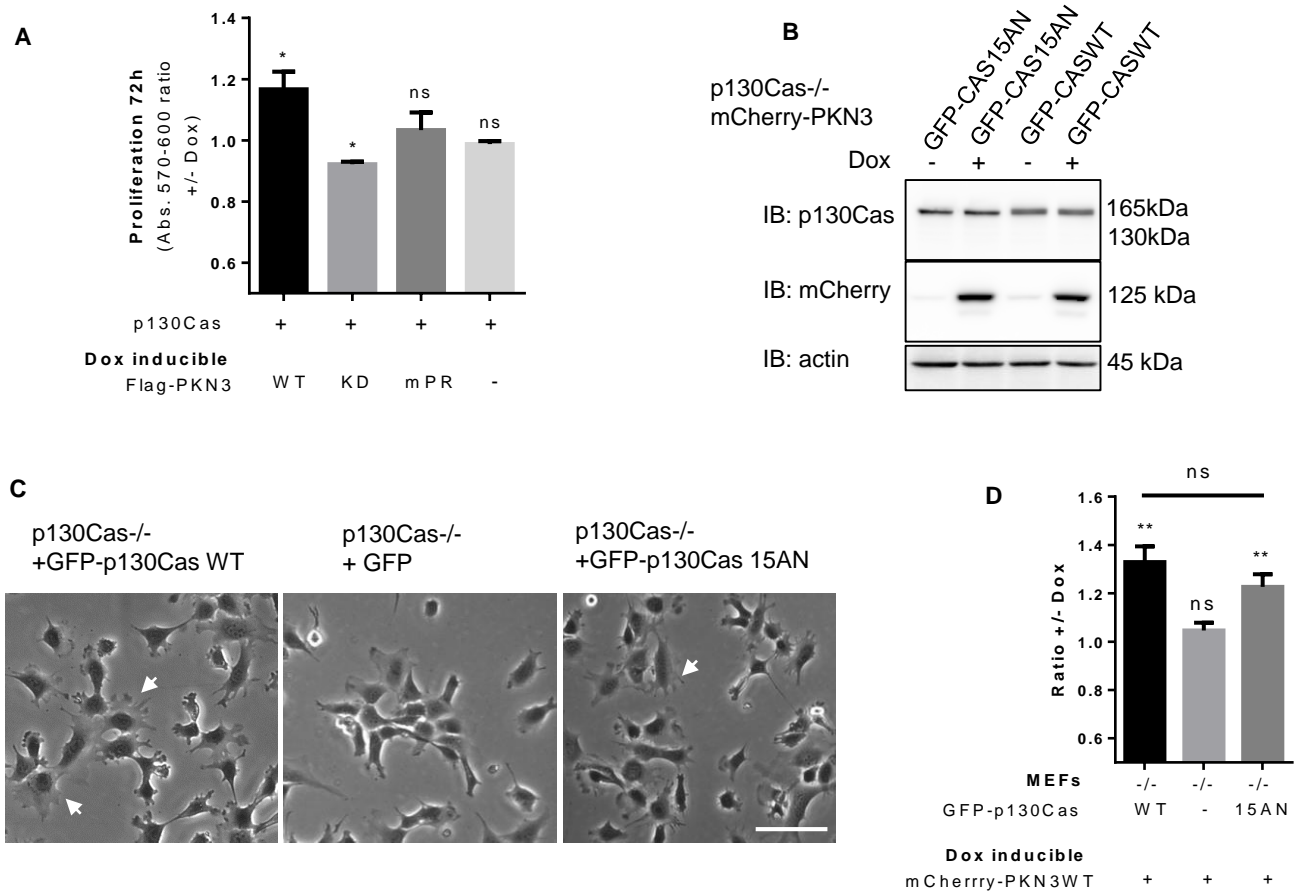 A
Proliferation 72h
(Abs. 570-600 ratio
+/- Dox)
1.4
1.2
1.0
0.8
0.6
*
*
ns
ns
p130Cas + + + +
Dox inducible
Flag-PKN3 WT KD mPR -
B
p130Cas-/-
mCherry-PKN3
GFP-CAS15AN
GFP-CAS15AN
GFP-CASWT
GFP-CASWT
Dox - + - +
IB: p130Cas 165kDa
130kDa
IB: mCherry 125 kDa
IB: actin 45 kDa
C
p130Cas-/-
+GFP-p130Cas WT
p130Cas-/-
+ GFP
p130Cas-/-
+GFP-p130Cas 15AN
D
ns
Ratio +/- Dox
1.6
1.4
1.2
1.0
0.8
0.6
**
ns
**
MEFs -/- -/- -/-
GFP-p130Cas WT - 15AN
Dox inducible
mCherrry-PKN3WT + + +